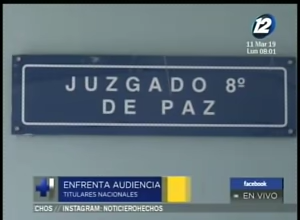 12
11 Mar 19
Lun 08:01
JUZGADO 8º
DE PAZ
ENFRENTA AUDIENCIA
TITULARES NACIONALES
facebook
EN VIVO
CHOS // INSTAGRAM: NOTICIEROHECHOS